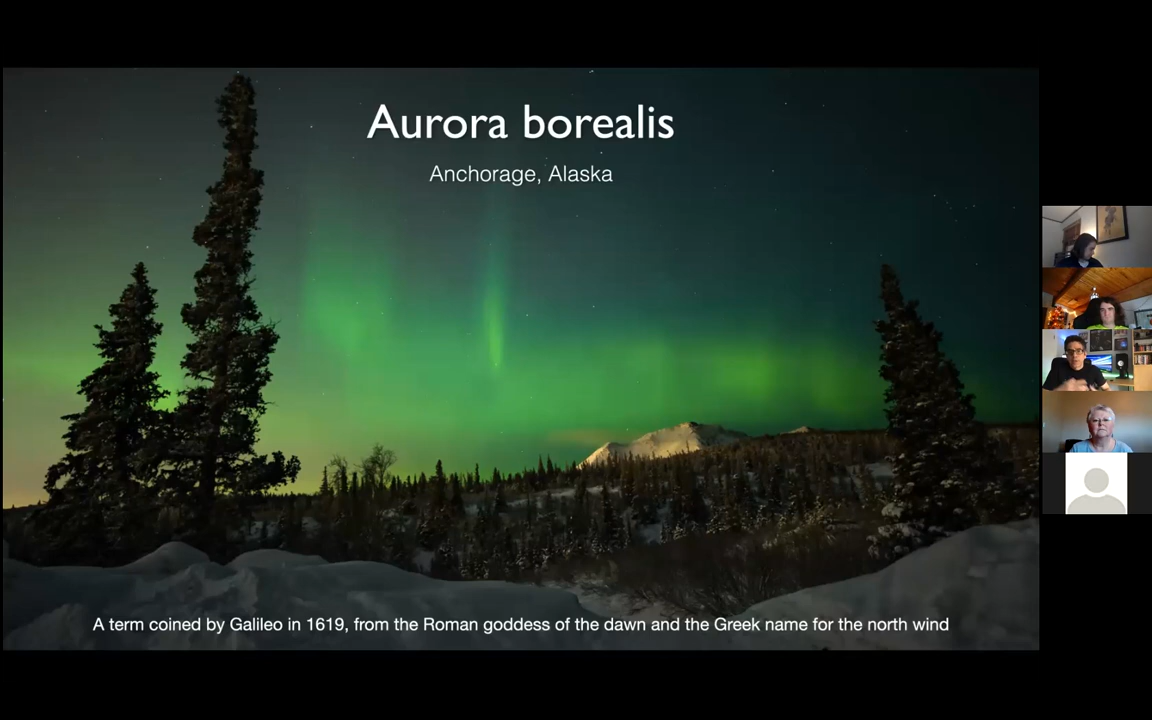 Aurora borealis
Anchorage, Alaska
A term coined by Galileo in 1619, from the Roman goddess of the dawn and the Greek name for the north wind